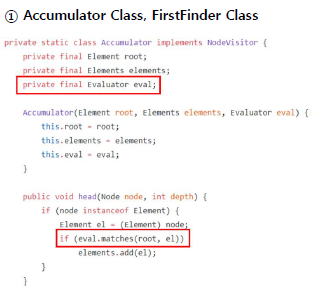 ① Accumulator Class, FirstFinder Class
private static class Accumulator implements NodeVisitor {
private final Element root;
private final Elements elements;
private final Evaluator eval;
Accumulator(Element root, Elements elements, Evaluator eval) {
this.root = root;
this.elements = elements;
this.eval = eval;
}
public void head(Node node, int depth) {
if (node instanceof Element) {
Element el = (Element) node;
if (eval.matches(root, el))
elements.add(el);
}
}